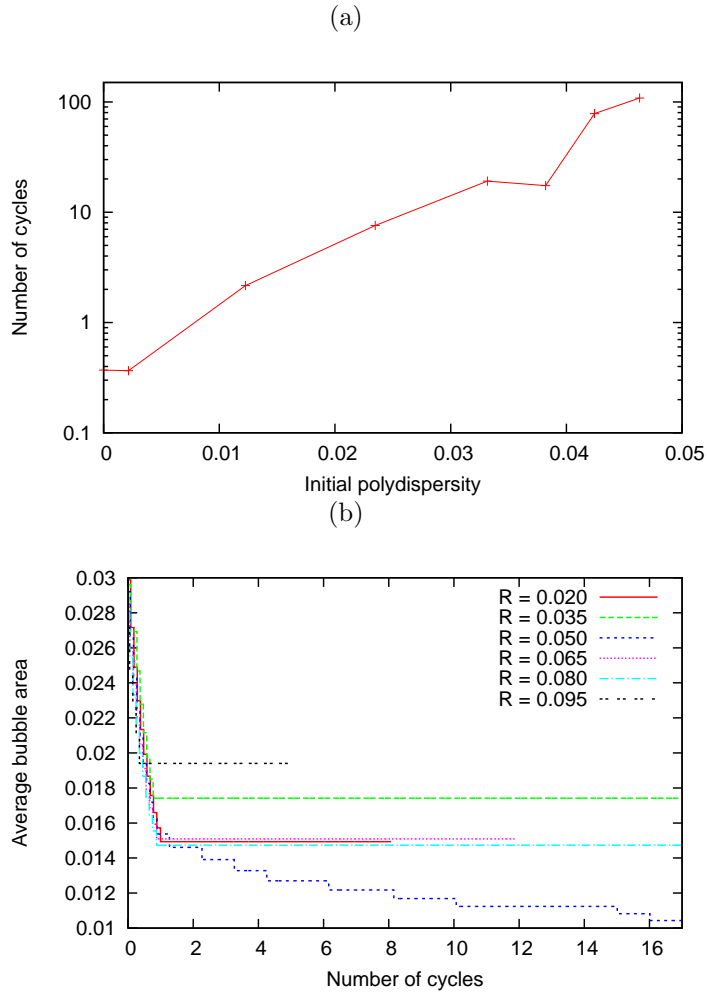 (a)
Number of cycles
100
10
1
0.1
0 0.01 0.02 0.03 0.04 0.05
Initial polydispersity
(b)
Average bubble area
0.03
0.028
0.026
0.024
0.022
0.02
0.018
0.016
0.014
0.012
0.01
R = 0.020
R = 0.035
R = 0.050
R = 0.065
R = 0.080
R = 0.095
0 2 4 6 8 10 12 14 16
Number of cycles